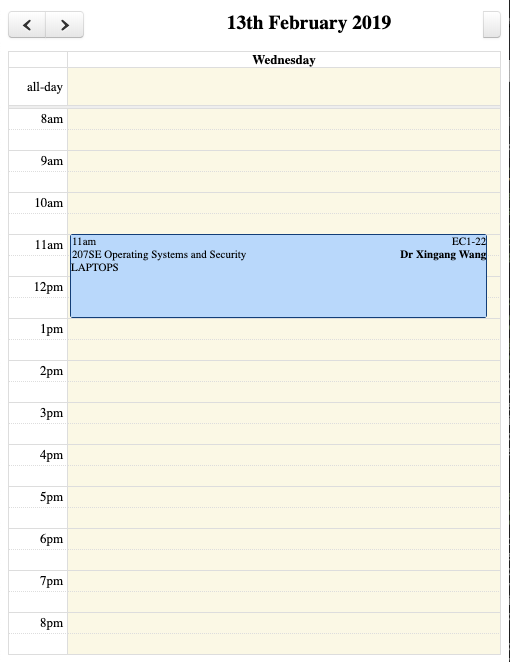 13th February 2019
Wednesday
all-day
8am
9am
10am
11am
11am EC1-22
207SE Operating Systems and Security Dr Xingang Wang
LAPTOPS
12pm
1pm
2pm
3pm
4pm
5pm
6pm
7pm
8pm